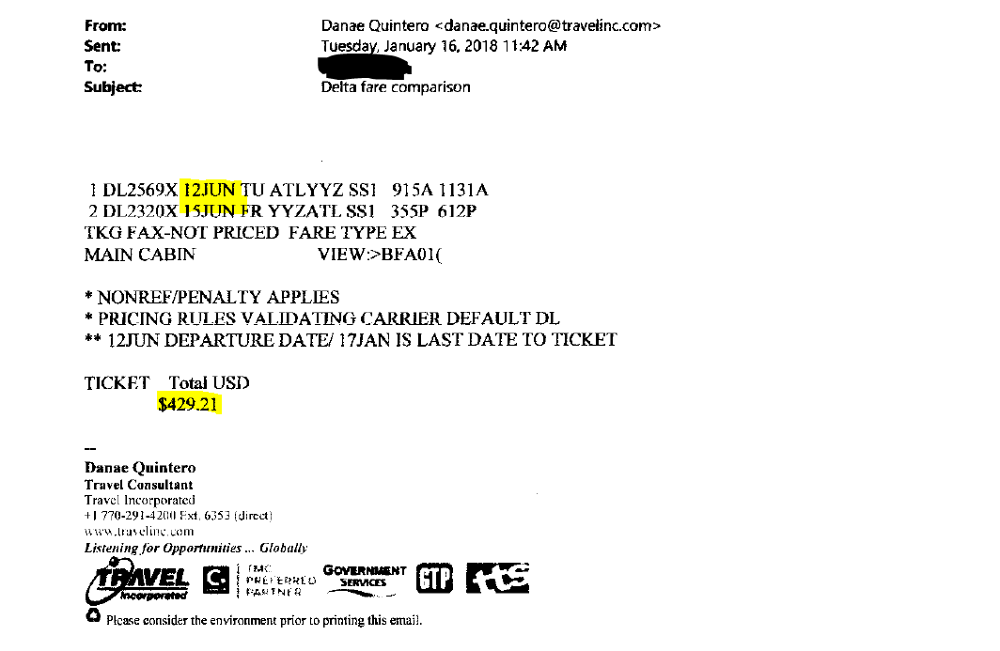 From: Danae Quintero <danae.quintero@travelinc.com>
Sent: Tuesday, January 16, 2018 11:42 AM
To:
Subject: Delta fare comparison
1 DL2569X 12JUN TU ATLYYZ SS1 915A 1131A
2 DL2320X 15JUN FR YYZATL SS1 355P 612P
TKG FAX-NOT PRICED FARE TYPE EX
MAIN CABIN VIEW:>BFA01(
* NONREF/PENALTY APPLIES
* PRICING RULES VALIDATING CARRIER DEFAULT DL
** 12JUN DEPARTURE DATE/ 17JAN IS LAST DATE TO TICKET
TICKET Total USD
$429.21
--
Danae Quintero
Travel Consultant
Travel Incorporated
+1 770-291-4200 Ext. 6353 (direct)
www.travelinc.com
Listening for Opportunities ... Globally
TRAVEL Incorporated
TMC PREFERRED PARTNER
GOVERNMENT SERVICES
GTP
Please consider the environment prior to printing this email.